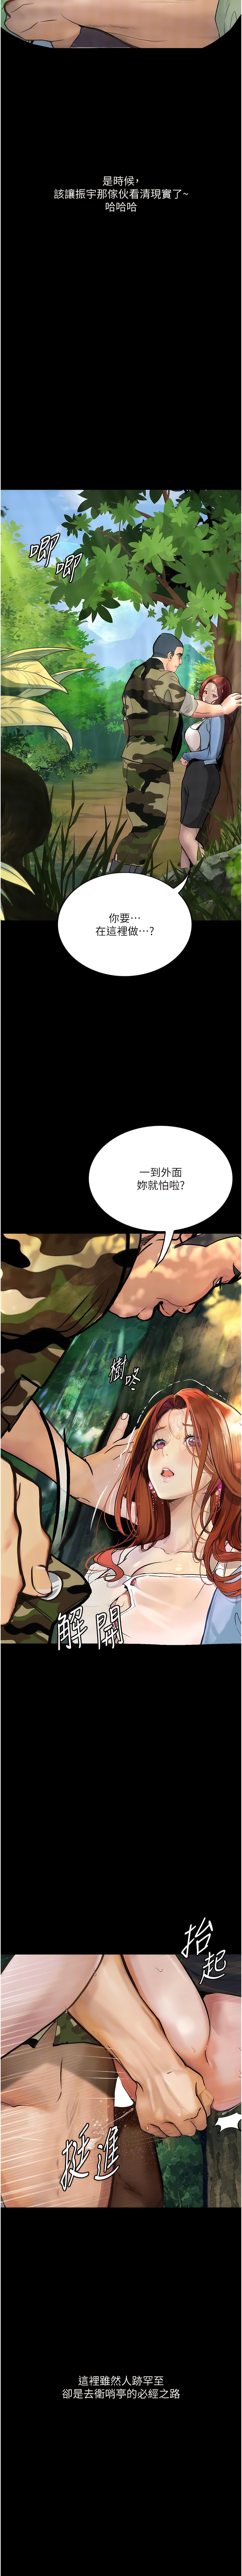 是時候，
該讓振宇那傢伙看清現實了~
哈哈哈
唧
唧
你要…
在這裡做…?
一到外面
妳就怕啦?
樹咚
解開
抬起
挺進
這裡雖然人跡罕至
卻是去衛哨亭的必經之路